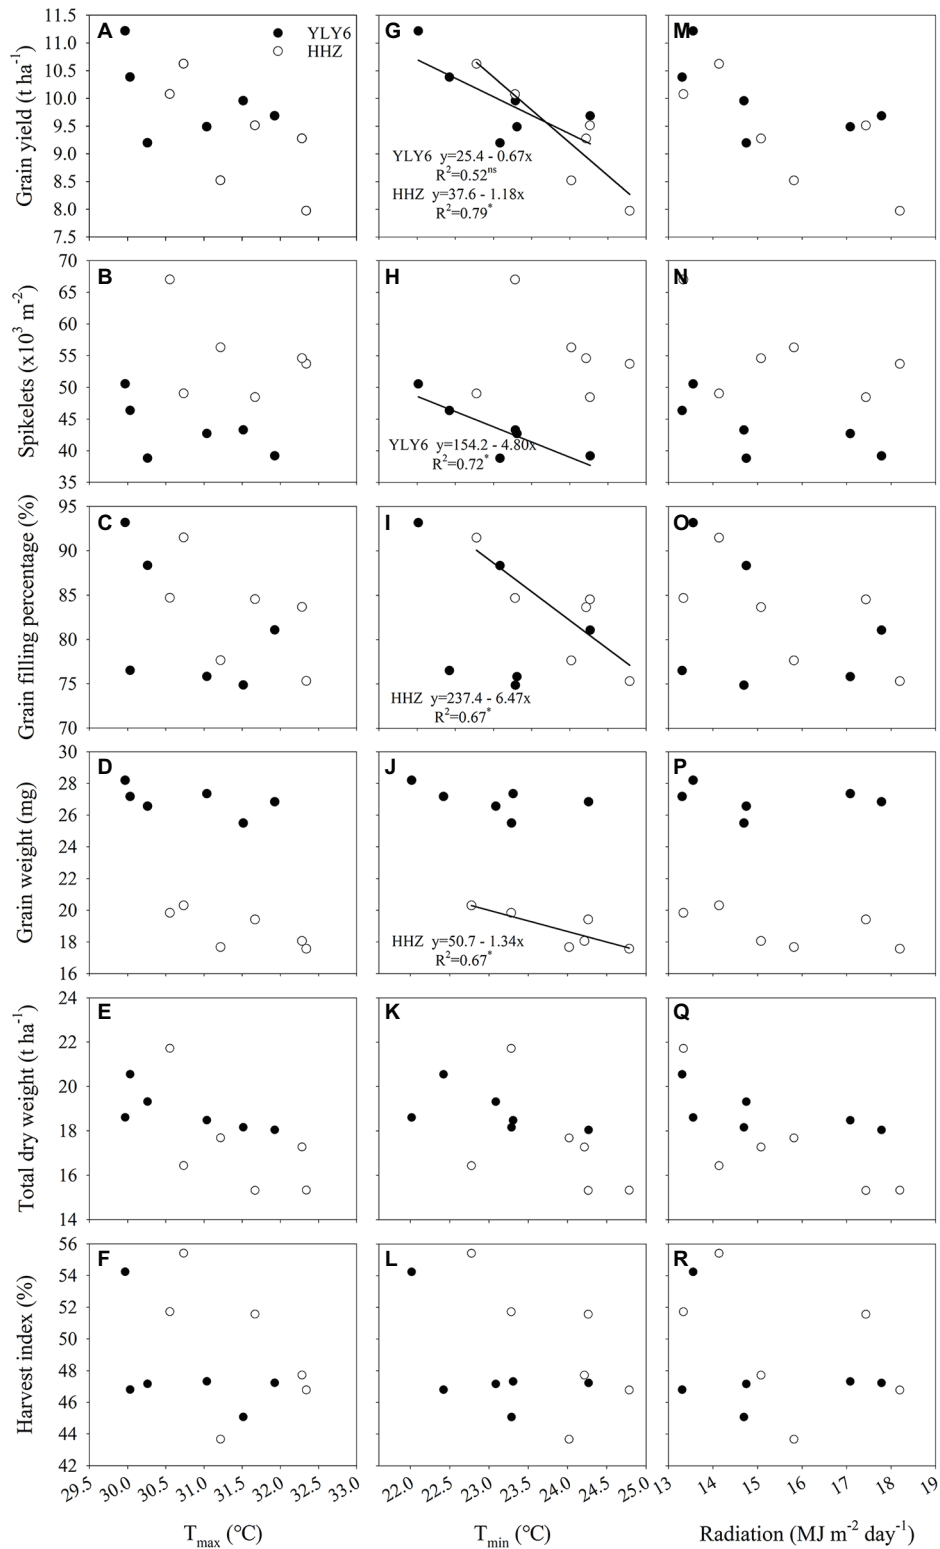 A
YLY6
HHZ
11.5
11.0
10.5
10.0
9.5
9.0
8.5
8.0
7.5
Grain yield (t ha⁻¹)
G
YLY6 y=25.4 - 0.67x
R²=0.52ⁿˢ
HHZ y=37.6 - 1.18x
R²=0.79*
M
B
70
65
60
55
50
45
40
35
Spikelets (x10³ m⁻²)
H
YLY6 y=154.2 - 4.80x
R²=0.72*
N
C
95
90
85
80
75
70
Grain filling percentage (%)
I
HHZ y=237.4 - 6.47x
R²=0.67*
O
D
30
28
26
24
22
20
18
16
Grain weight (mg)
J
HHZ y=50.7 - 1.34x
R²=0.67*
P
E
24
22
20
18
16
14
Total dry weight (t ha⁻¹)
K
Q
F
56
54
52
50
48
46
44
42
Harvest index (%)
L
R
29.5 30.0 30.5 31.0 31.5 32.0 32.5 33.0
22.0 22.5 23.0 23.5 24.0 24.5 25.0
13 14 15 16 17 18 19
Tmax (°C)
Tmin (°C)
Radiation (MJ m⁻² day⁻¹)